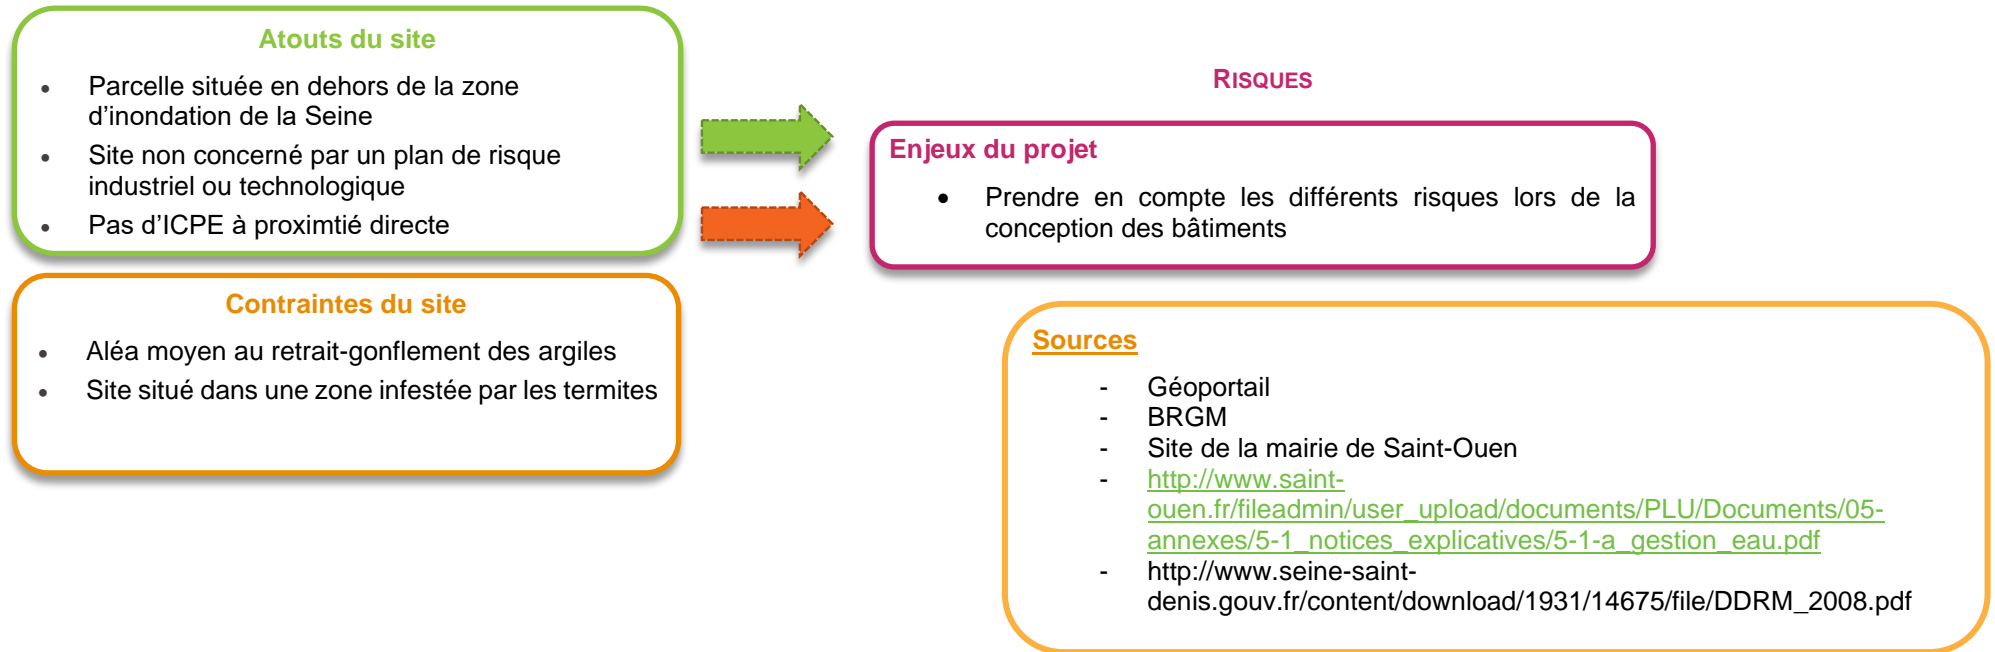 Atouts du site
• Parcelle située en dehors de la zone
d’inondation de la Seine
• Site non concerné par un plan de risque
industriel ou technologique
• Pas d’ICPE à proximtié directe
Contraintes du site
• Aléa moyen au retrait-gonflement des argiles
• Site situé dans une zone infestée par les termites
RISQUES
Enjeux du projet
• Prendre en compte les différents risques lors de la
conception des bâtiments
Sources
- Géoportail
- BRGM
- Site de la mairie de Saint-Ouen
- http://www.saint-
ouen.fr/fileadmin/user_upload/documents/PLU/Documents/05-
annexes/5-1_notices_explicatives/5-1-a_gestion_eau.pdf
- http://www.seine-saint-
denis.gouv.fr/content/download/1931/14675/file/DDRM_2008.pdf